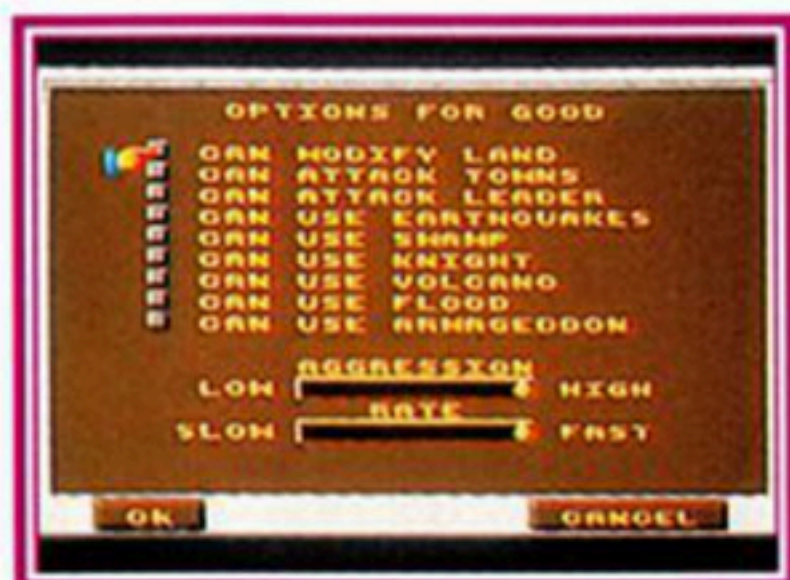 OPTIONS FOR GOOD
CAN MODIFY LAND
CAN ATTACK TOWNS
CAN ATTACK LEADER
CAN USE EARTHQUAKES
CAN USE SWAMP
CAN USE KNIGHT
CAN USE VOLCANO
CAN USE FLOOD
CAN USE ARMAGEDDON
AGGRESSION
LOW HIGH
RATE
SLOW FAST
OK CANCEL